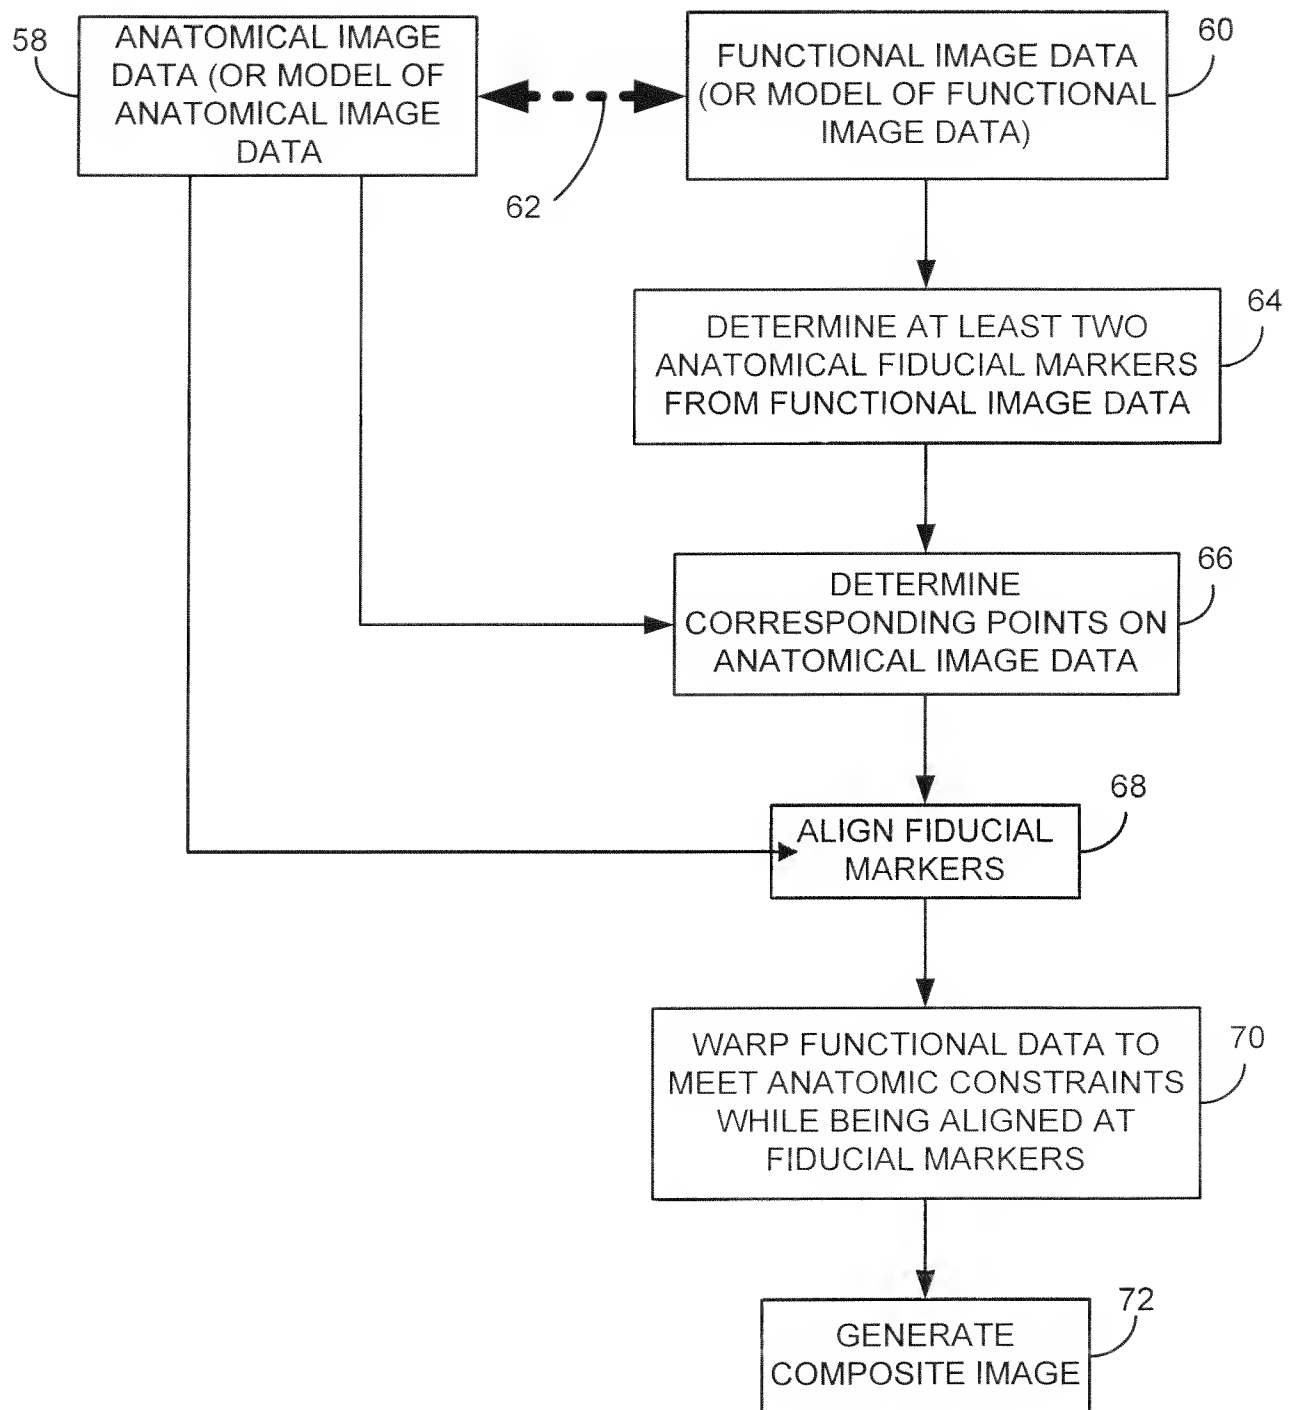 58
ANATOMICAL IMAGE
DATA (OR MODEL OF
ANATOMICAL IMAGE
DATA
60
FUNCTIONAL IMAGE DATA
(OR MODEL OF FUNCTIONAL
IMAGE DATA)
62
64
DETERMINE AT LEAST TWO
ANATOMICAL FIDUCIAL MARKERS
FROM FUNCTIONAL IMAGE DATA
66
DETERMINE
CORRESPONDING POINTS ON
ANATOMICAL IMAGE DATA
68
ALIGN FIDUCIAL
MARKERS
70
WARP FUNCTIONAL DATA TO
MEET ANATOMIC CONSTRAINTS
WHILE BEING ALIGNED AT
FIDUCIAL MARKERS
72
GENERATE
COMPOSITE IMAGE